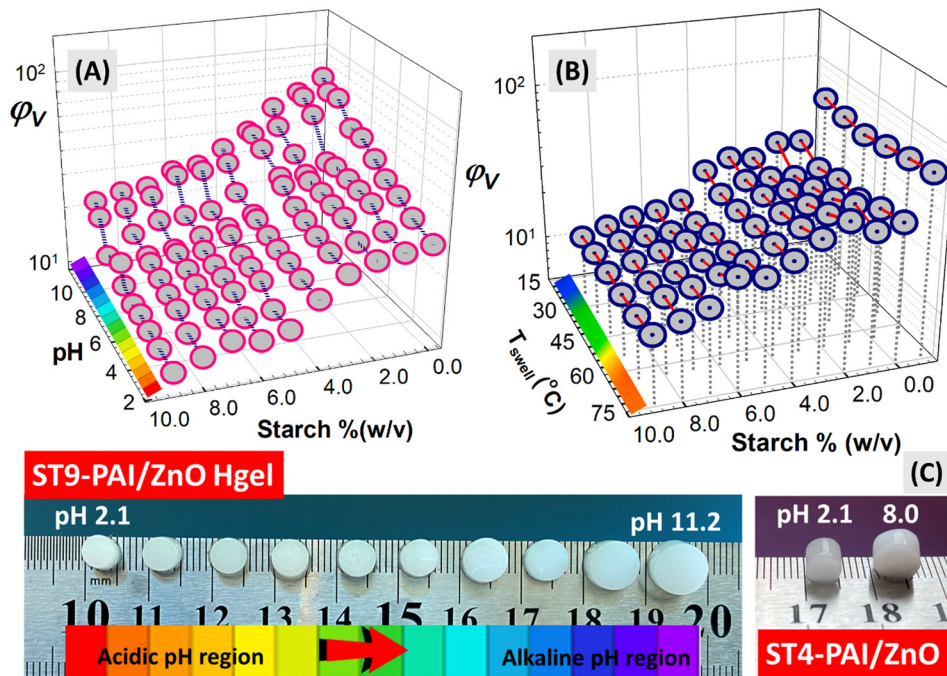 (A)
10²
φv
10¹
pH
10
8
6
4
2
10.0
8.0
6.0
4.0
2.0
0.0
Starch %(w/v)
(B)
10²
φv
10¹
15
30
45
60
75
T swell (°C)
10.0
8.0
6.0
4.0
2.0
0.0
Starch % (w/v)
ST9-PAI/ZnO Hgel
pH 2.1
pH 11.2
mm
10 11 12 13 14 15 16 17 18 19 20
Acidic pH region
Alkaline pH region
(C)
pH 2.1 8.0
17 18 1
ST4-PAI/ZnO